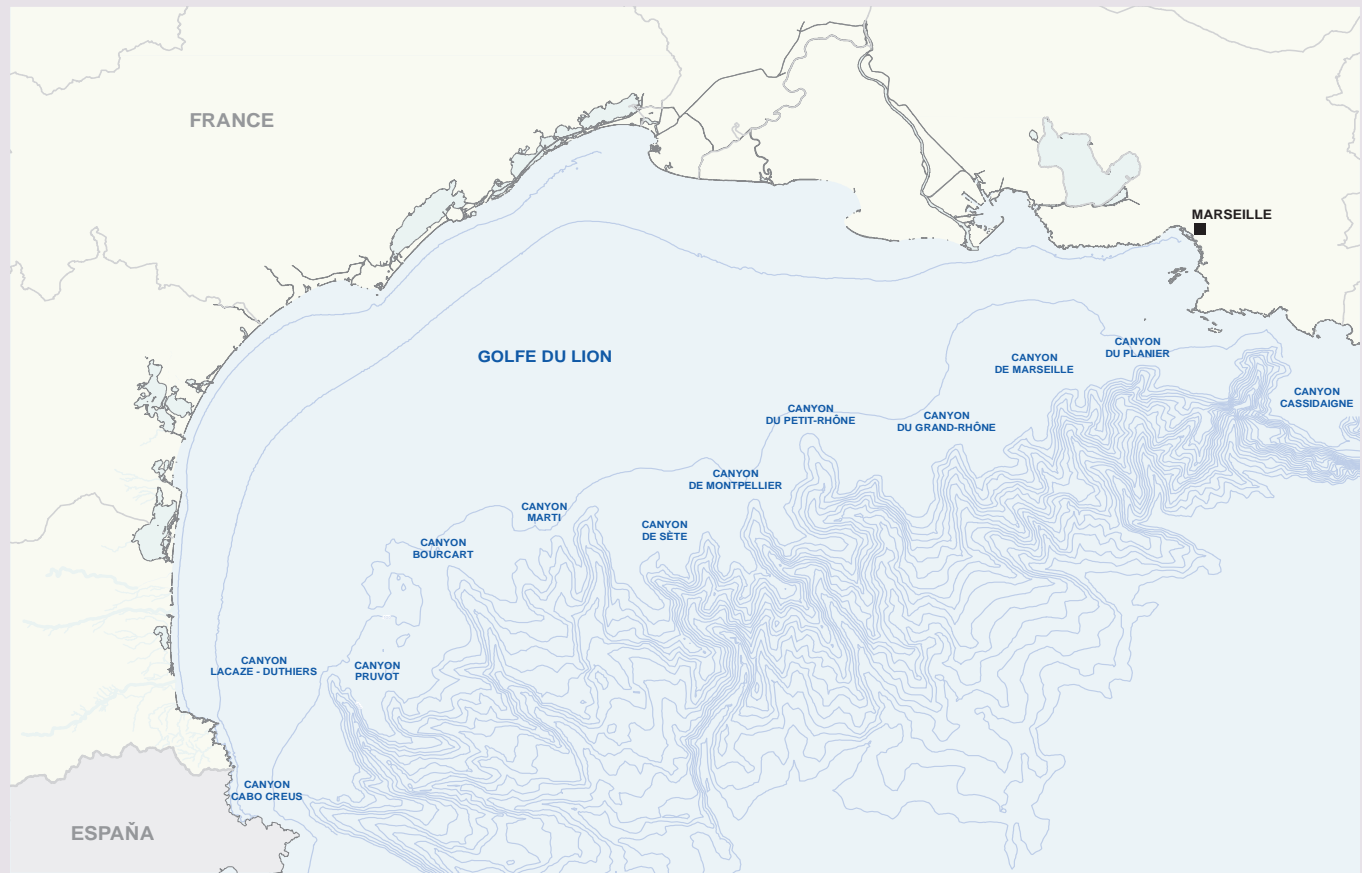 FRANCE
MARSEILLE
GOLFE DU LION
CANYON
DU PLANIER
CANYON
DE MARSEILLE
CANYON
CASSIDAIGNE
CANYON
DU PETIT-RHÔNE
CANYON
DU GRAND-RHÔNE
CANYON
DE MONTPELLIER
CANYON
MARTI
CANYON
DE SÈTE
CANYON
BOURCART
CANYON
LACAZE - DUTHIERS
CANYON
PRUVOT
CANYON
CABO CREUS
ESPAÑA